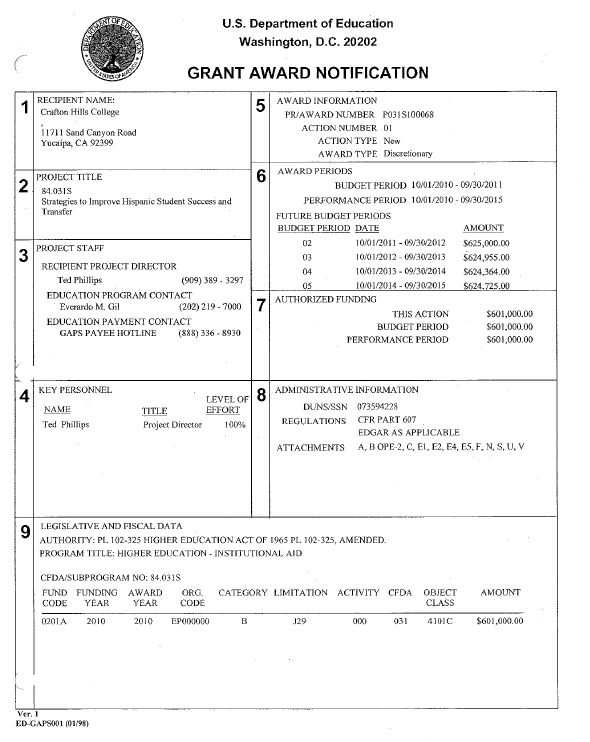 U.S. Department of Education
Washington, D.C. 20202
GRANT AWARD NOTIFICATION
1 RECIPIENT NAME:
Crafton Hills College
11711 Sand Canyon Road
Yucaipa, CA 92399
2 PROJECT TITLE
84.031S
Strategies to Improve Hispanic Student Success and
Transfer
3 PROJECT STAFF
RECIPIENT PROJECT DIRECTOR
Ted Phillips (909) 389 - 3297
EDUCATION PROGRAM CONTACT
Everardo M. Gil (202) 219 - 7000
EDUCATION PAYMENT CONTACT
GAPS PAYEE HOTLINE (888) 336 - 8930
4 KEY PERSONNEL
NAME TITLE LEVEL OF EFFORT
Ted Phillips Project Director 100%
5 AWARD INFORMATION
PR/AWARD NUMBER P031S100068
ACTION NUMBER 01
ACTION TYPE New
AWARD TYPE Discretionary
6 AWARD PERIODS
BUDGET PERIOD 10/01/2010 - 09/30/2011
PERFORMANCE PERIOD 10/01/2010 - 09/30/2015
FUTURE BUDGET PERIODS
BUDGET PERIOD DATE AMOUNT
02 10/01/2011 - 09/30/2012 $625,000.00
03 10/01/2012 - 09/30/2013 $624,955.00
04 10/01/2013 - 09/30/2014 $624,364.00
05 10/01/2014 - 09/30/2015 $624,725.00
7 AUTHORIZED FUNDING
THIS ACTION $601,000.00
BUDGET PERIOD $601,000.00
PERFORMANCE PERIOD $601,000.00
8 ADMINISTRATIVE INFORMATION
DUNS/SSN 073594228
REGULATIONS CFR PART 607
EDGAR AS APPLICABLE
ATTACHMENTS A, B OPE-2, C, E1, E2, E4, E5, F, N, S, U, V
9 LEGISLATIVE AND FISCAL DATA
AUTHORITY: PL 102-325 HIGHER EDUCATION ACT OF 1965 PL 102-325, AMENDED.
PROGRAM TITLE: HIGHER EDUCATION - INSTITUTIONAL AID
CFDA/SUBPROGRAM NO: 84.031S
FUND CODE FUNDING YEAR AWARD YEAR ORG. CODE CATEGORY LIMITATION ACTIVITY CFDA OBJECT CLASS AMOUNT
0201A 2010 2010 EP000000 B J29 000 031 4101C $601,000.00
Ver. 1
ED-GAPS001 (01/98)